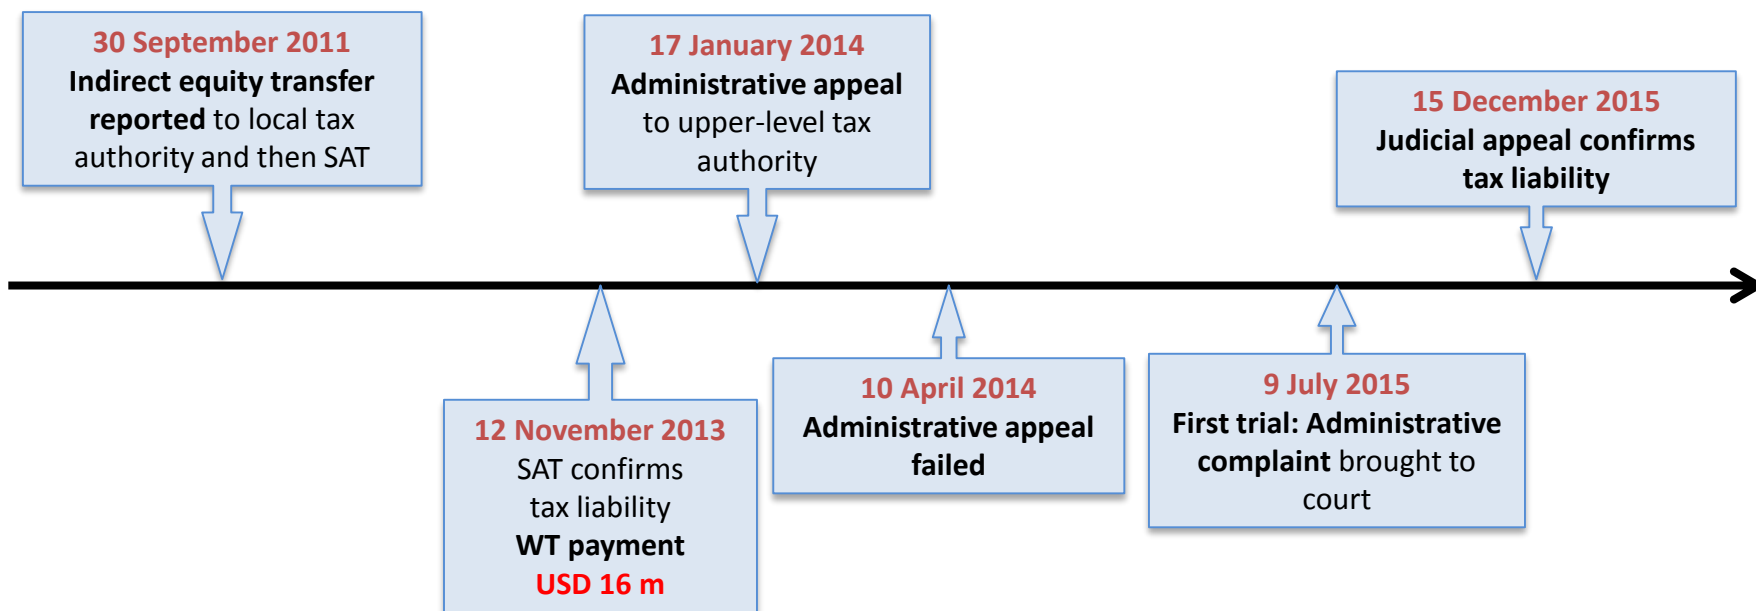 30 September 2011
Indirect equity transfer
reported to local tax
authority and then SAT
12 November 2013
SAT confirms
tax liability
WT payment
USD 16 m
17 January 2014
Administrative appeal
to upper-level tax
authority
10 April 2014
Administrative appeal
failed
9 July 2015
First trial: Administrative
complaint brought to
court
15 December 2015
Judicial appeal confirms
tax liability